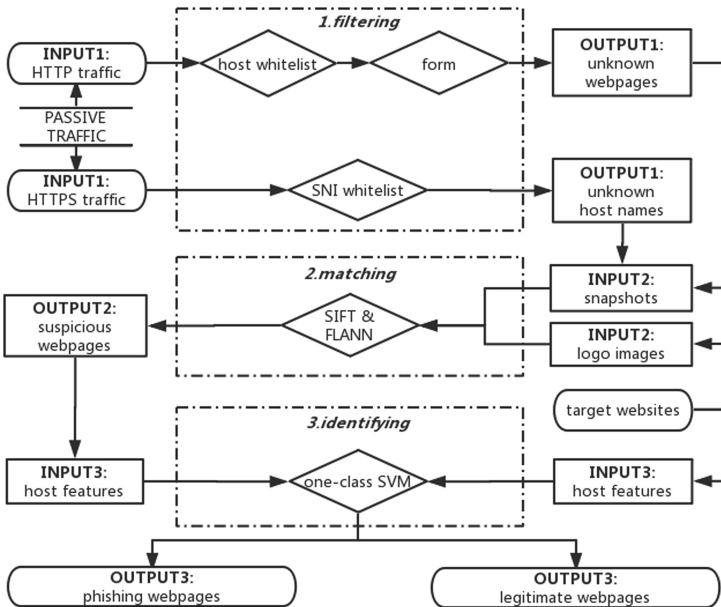 1.filtering
INPUT1:
HTTP traffic
host whitelist
form
OUTPUT1:
unknown
webpages
PASSIVE
TRAFFIC
INPUT1:
HTTPS traffic
SNI whitelist
OUTPUT1:
unknown
host names
2.matching
INPUT2:
snapshots
OUTPUT2:
suspicious
webpages
SIFT &
FLANN
INPUT2:
logo images
target websites
3.identifying
INPUT3:
host features
one-class SVM
INPUT3:
host features
OUTPUT3:
phishing webpages
OUTPUT3:
legitimate webpages